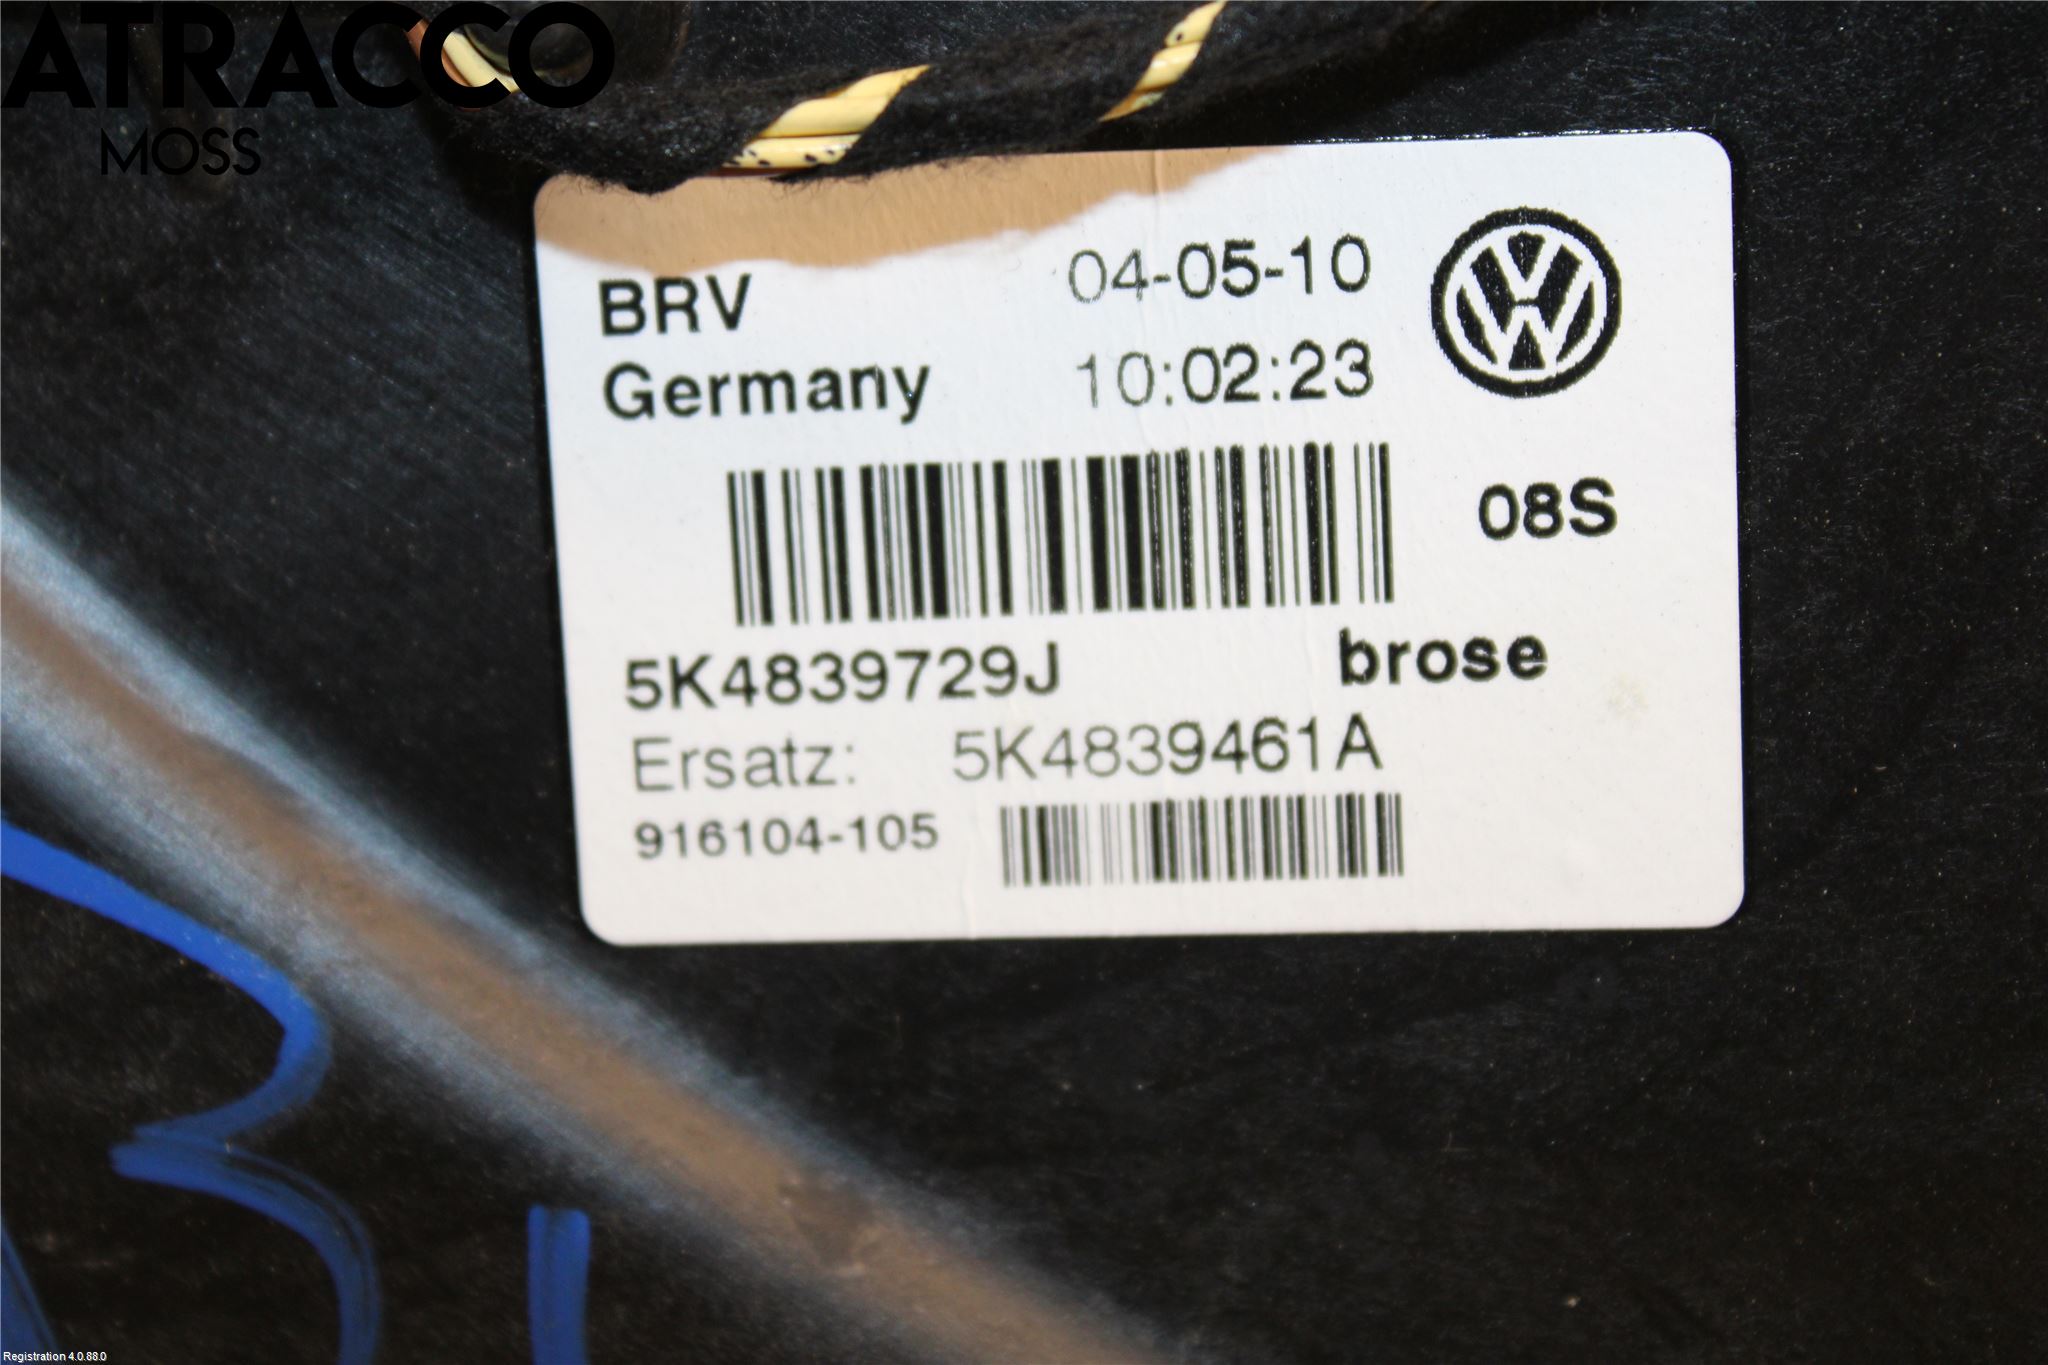 ATRACCO
MOSS
BRV 04-05-10
Germany 10:02:23
08S
5K4839729J brose
Ersatz: 5K4839461A
916104-105
31
Registration 4.0.88.0